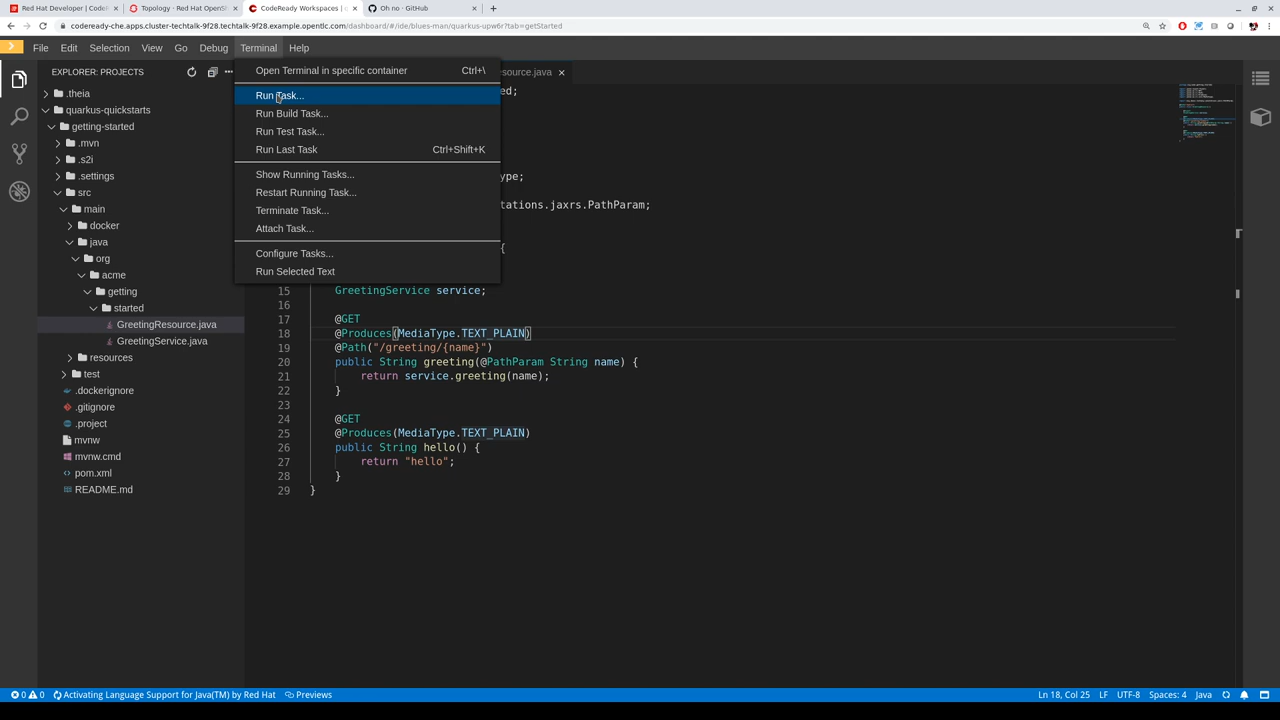 Red Hat Developer | CodeR
Topology · Red Hat OpenSh
CodeReady Workspaces | q
Oh no · GitHub
codeready-che.apps.cluster-techtalk-9f28.techtalk-9f28.example.opentlc.com/dashboard/#/ide/blues-man/quarkus-upw6r?tab=getStarted
File Edit Selection View Go Debug Terminal Help
EXPLORER: PROJECTS
.theia
quarkus-quickstarts
getting-started
.mvn
.s2i
.settings
src
main
docker
java
org
acme
getting
started
GreetingResource.java
GreetingService.java
resources
test
.dockerignore
.gitignore
.project
mvnw
mvnw.cmd
pom.xml
README.md
Open Terminal in specific container Ctrl+\
Run Task...
Run Build Task...
Run Test Task...
Run Last Task Ctrl+Shift+K
Show Running Tasks...
Restart Running Task...
Terminate Task...
Attach Task...
Configure Tasks...
Run Selected Text
source.java
ed;
ype;
tations.jaxrs.PathParam;
{
15 GreetingService service;
16
17 @GET
18 @Produces(MediaType.TEXT_PLAIN)
19 @Path("/greeting/{name}")
20 public String greeting(@PathParam String name) {
21 return service.greeting(name);
22 }
23
24 @GET
25 @Produces(MediaType.TEXT_PLAIN)
26 public String hello() {
27 return "hello";
28 }
29 }
0 0 Activating Language Support for Java(TM) by Red Hat Previews
Ln 18, Col 25 LF UTF-8 Spaces: 4 Java